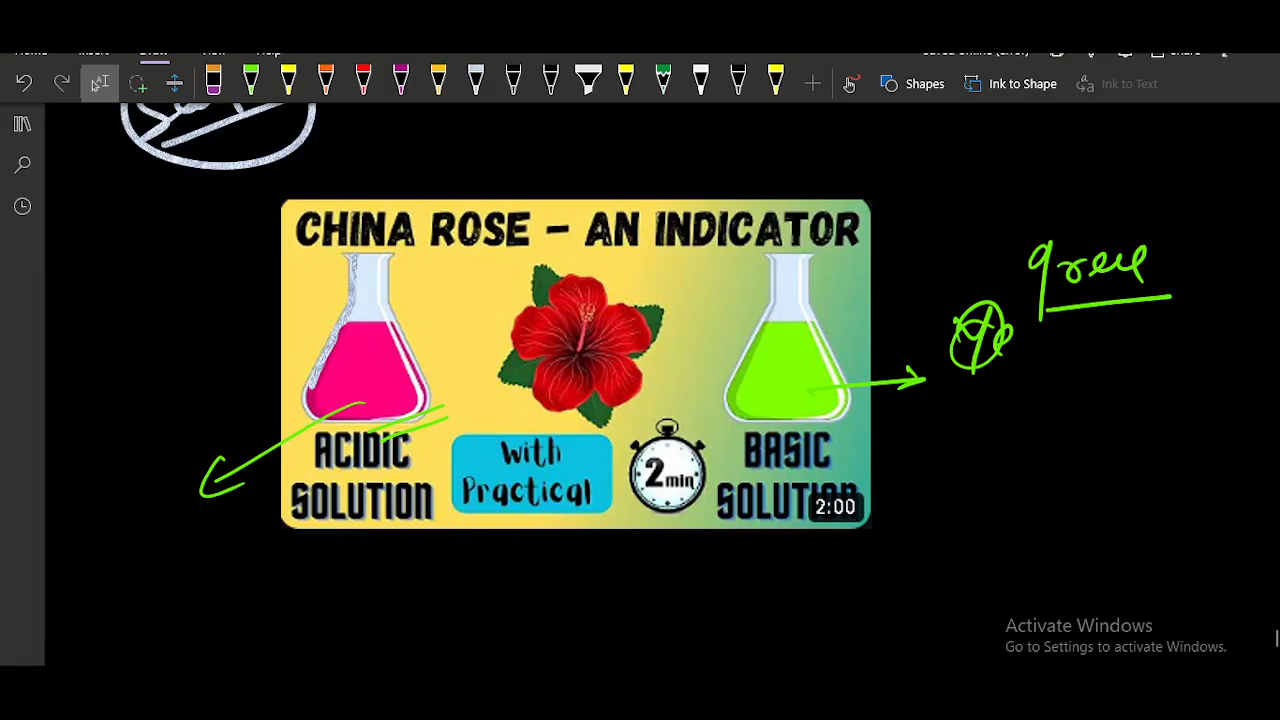 Shapes
Ink to Shape
Ink to Text
CHINA ROSE - AN INDICATOR
green
ACIDIC
SOLUTION
With
Practical
2 min
BASIC
SOLUTION
2:00
Activate Windows
Go to Settings to activate Windows.